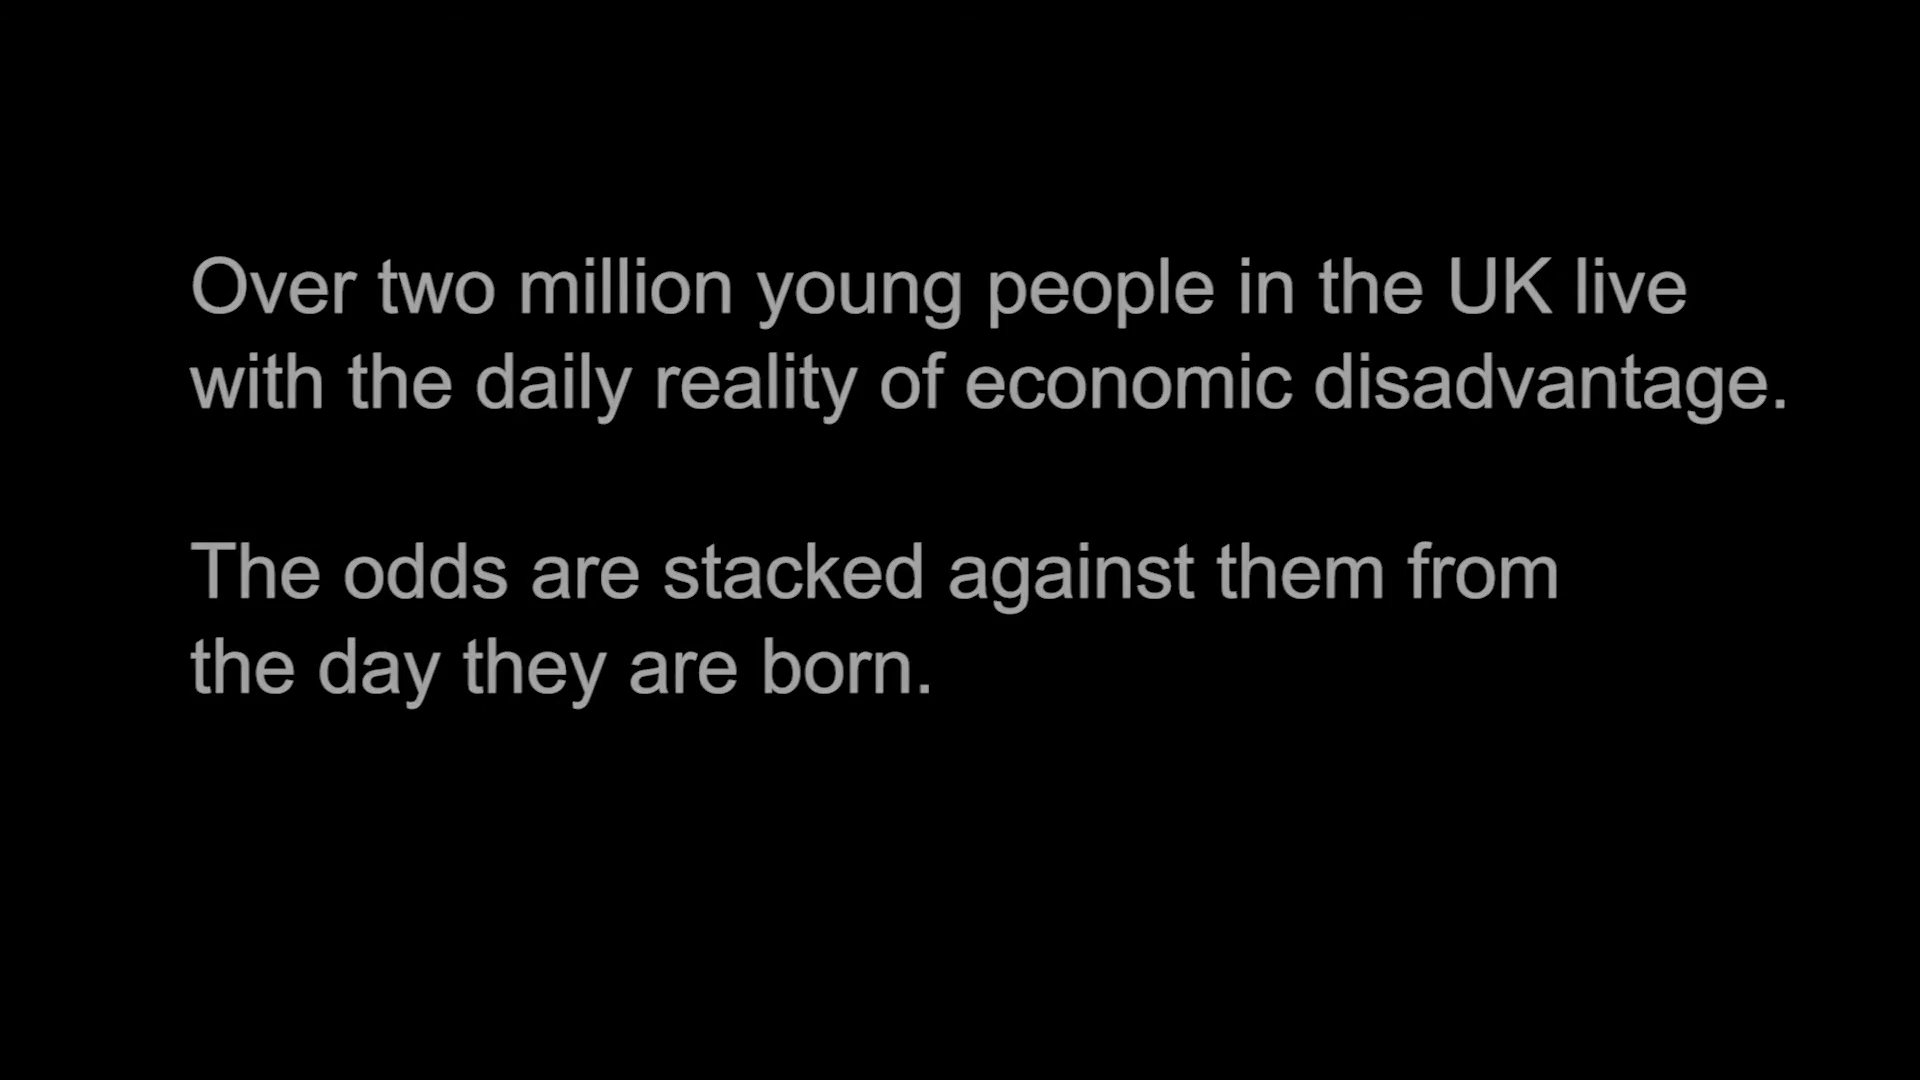 Over two million young people in the UK live
with the daily reality of economic disadvantage.
The odds are stacked against them from
the day they are born.